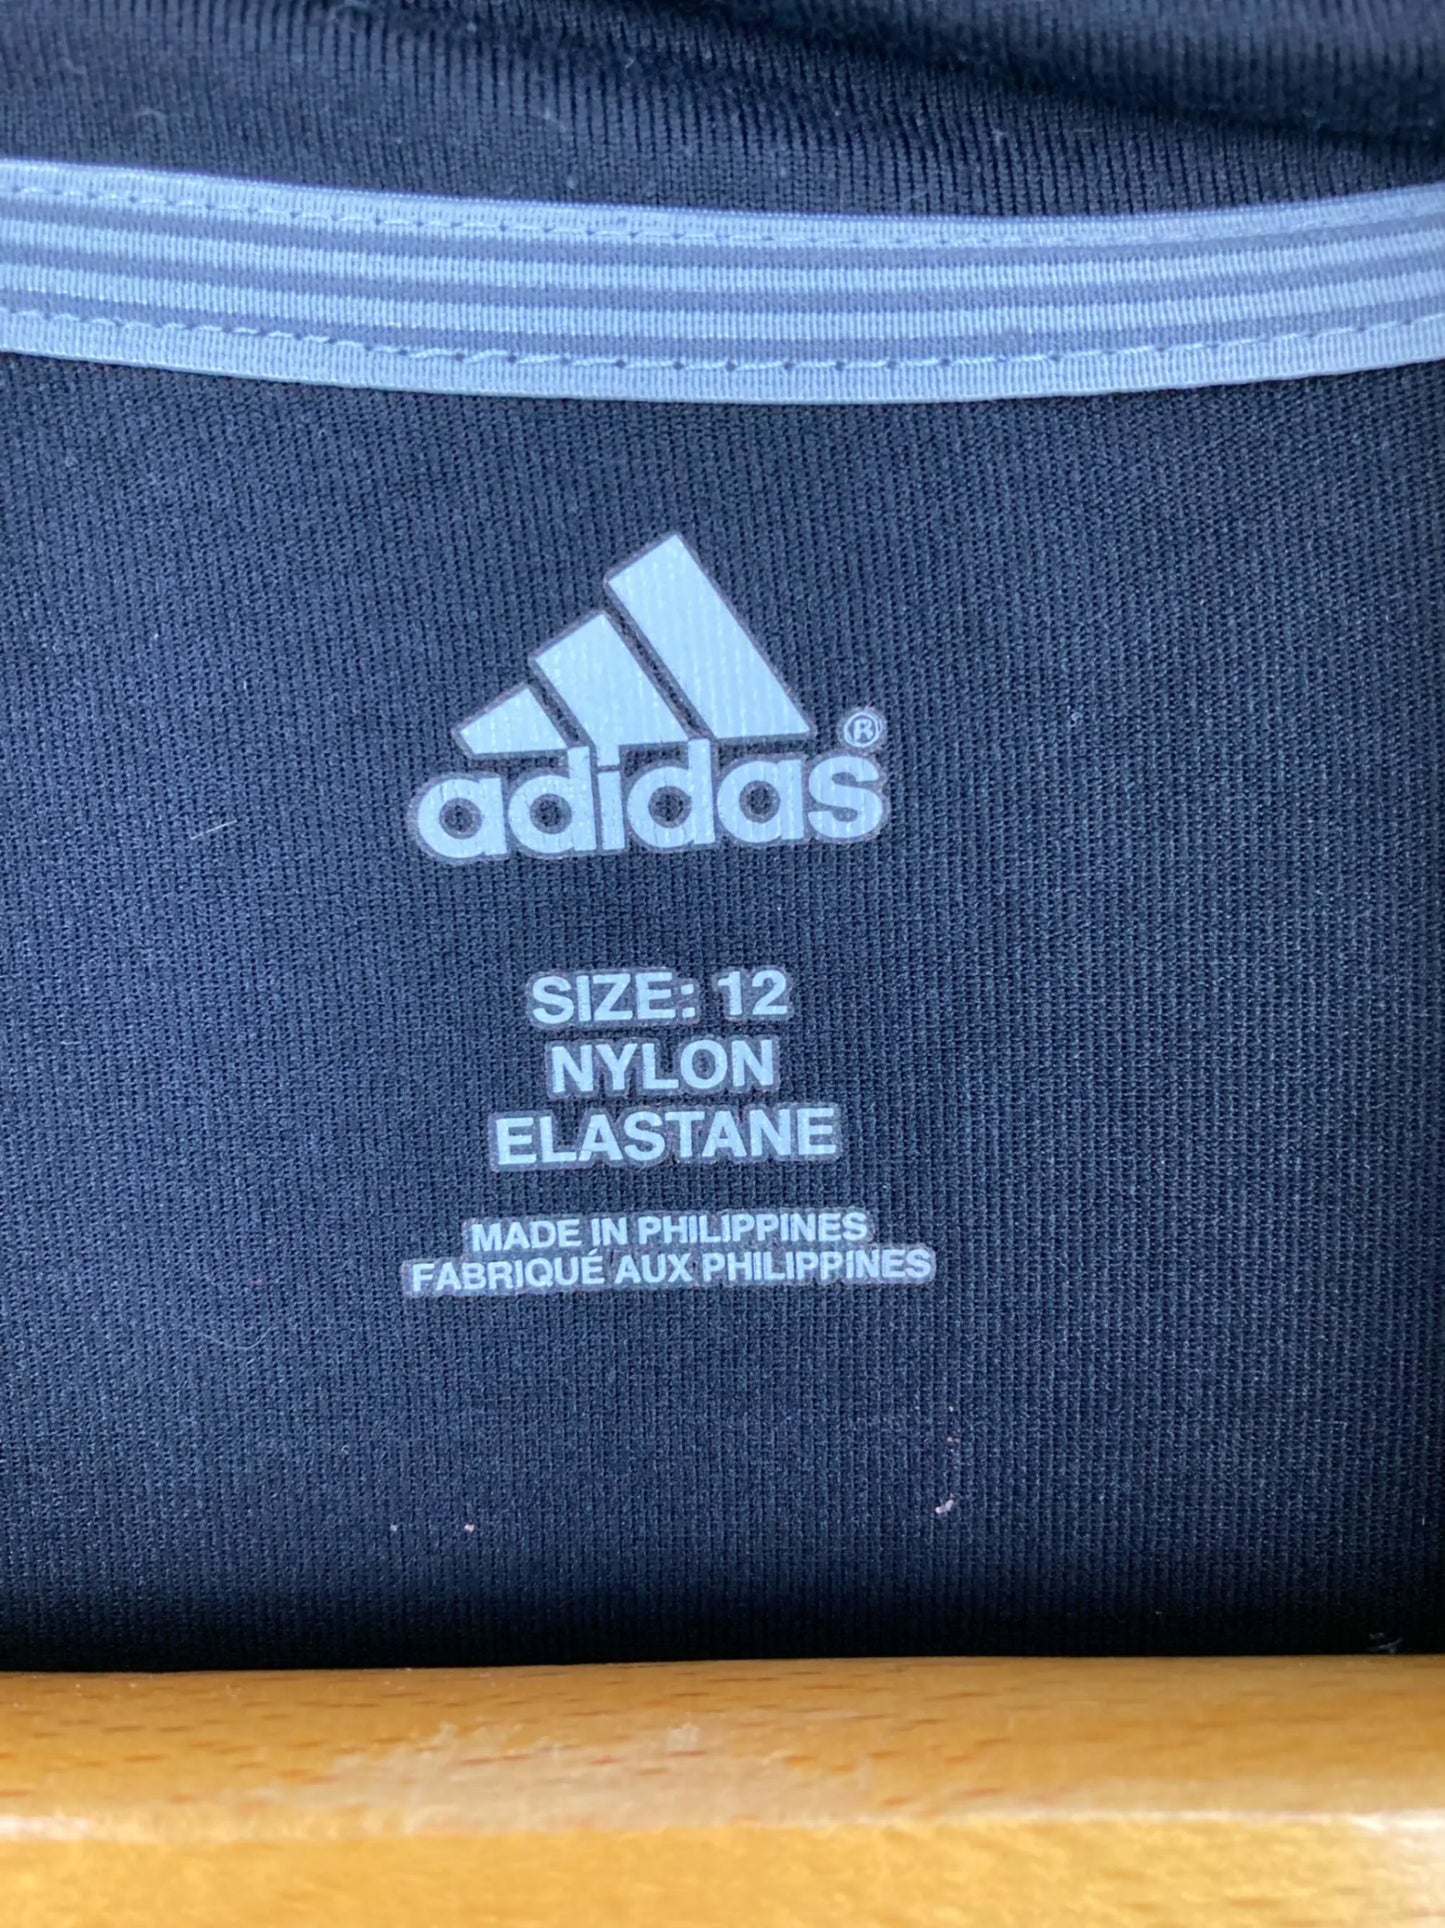 adidas®
SIZE: 12
NYLON
ELASTANE
MADE IN PHILIPPINES
FABRIQUÉ AUX PHILIPPINES